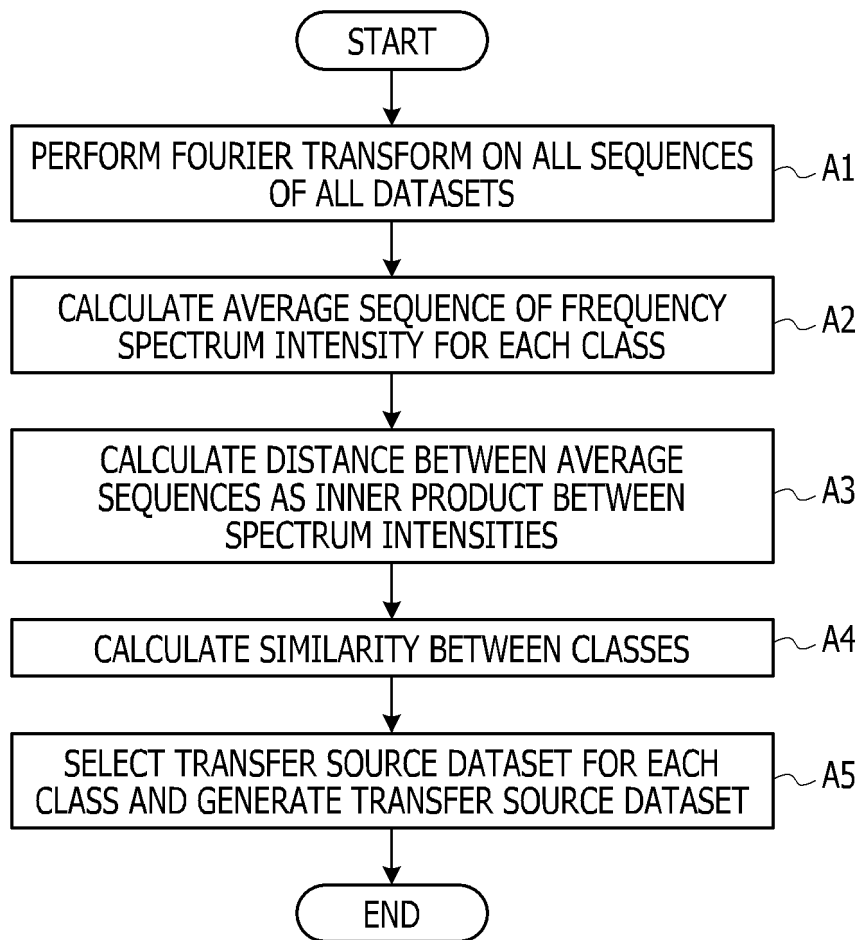 START
PERFORM FOURIER TRANSFORM ON ALL SEQUENCES
OF ALL DATASETS
A1
CALCULATE AVERAGE SEQUENCE OF FREQUENCY
SPECTRUM INTENSITY FOR EACH CLASS
A2
CALCULATE DISTANCE BETWEEN AVERAGE
SEQUENCES AS INNER PRODUCT BETWEEN
SPECTRUM INTENSITIES
A3
CALCULATE SIMILARITY BETWEEN CLASSES
A4
SELECT TRANSFER SOURCE DATASET FOR EACH
CLASS AND GENERATE TRANSFER SOURCE DATASET
A5
END